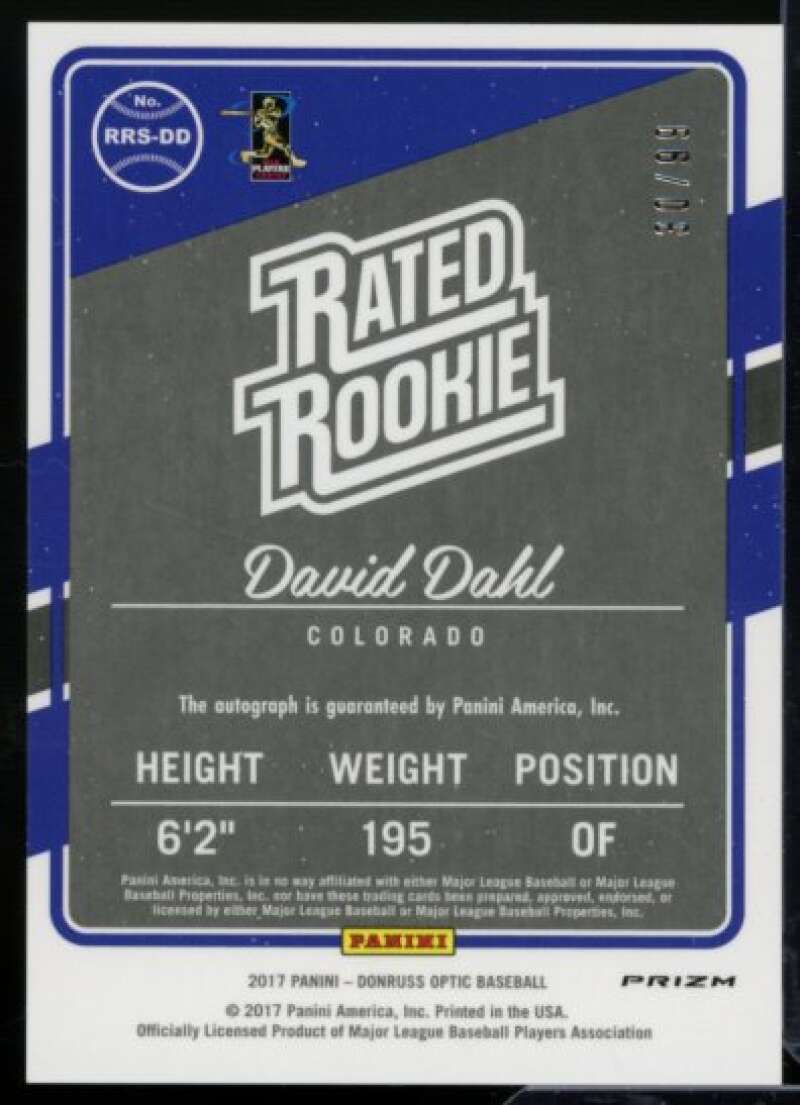 No.
RRS-DD
PLAYERS
RATED
ROOKIE
David Dahl
COLORADO
The autograph is guaranteed by Panini America, Inc.
HEIGHT WEIGHT POSITION
6'2" 195 OF
Panini America, Inc. is in no way affiliated with either Major League Baseball or Major League
Baseball Properties, Inc. nor have these trading cards been prepared, approved, endorsed, or
licensed by either Major League Baseball or Major League Baseball Properties, Inc.
PANINI
2017 PANINI – DONRUSS OPTIC BASEBALL PRIZM
© 2017 Panini America, Inc. Printed in the USA.
Officially Licensed Product of Major League Baseball Players Association